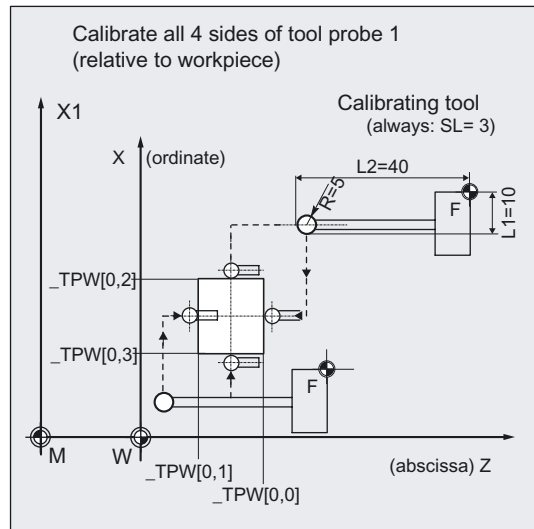 Calibrate all 4 sides of tool probe 1
(relative to workpiece)
X1
Calibrating tool
(always: SL= 3)
X
(ordinate)
L2=40
R=5
F
L1=10
_TPW[0,2]
_TPW[0,3]
F
M
W
(abscissa) Z
_TPW[0,1]
_TPW[0,0]